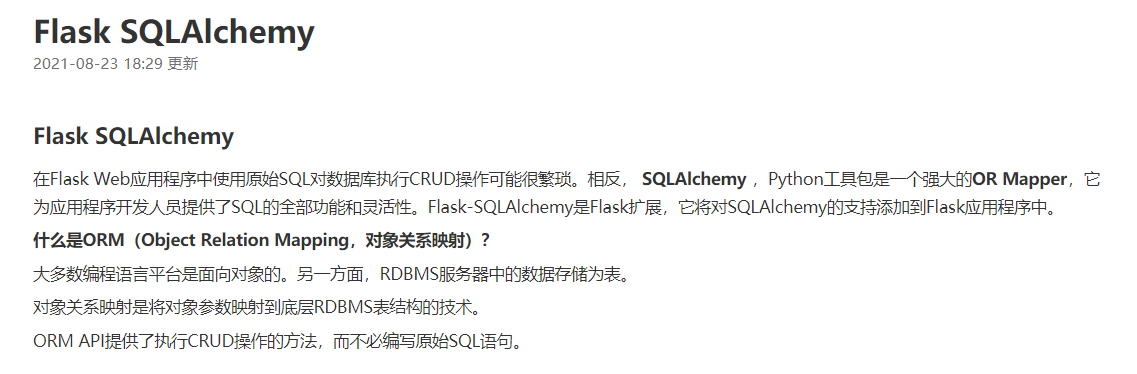 Flask SQLAlchemy
2021-08-23 18:29 更新
Flask SQLAlchemy
在Flask Web应用程序中使用原始SQL对数据库执行CRUD操作可能很繁琐。相反， SQLAlchemy ，Python工具包是一个强大的OR Mapper，它
为应用程序开发人员提供了SQL的全部功能和灵活性。Flask-SQLAlchemy是Flask扩展，它将对SQLAlchemy的支持添加到Flask应用程序中。
什么是ORM（Object Relation Mapping，对象关系映射）？
大多数编程语言平台是面向对象的。另一方面，RDBMS服务器中的数据存储为表。
对象关系映射是将对象参数映射到底层RDBMS表结构的技术。
ORM API提供了执行CRUD操作的方法，而不必编写原始SQL语句。